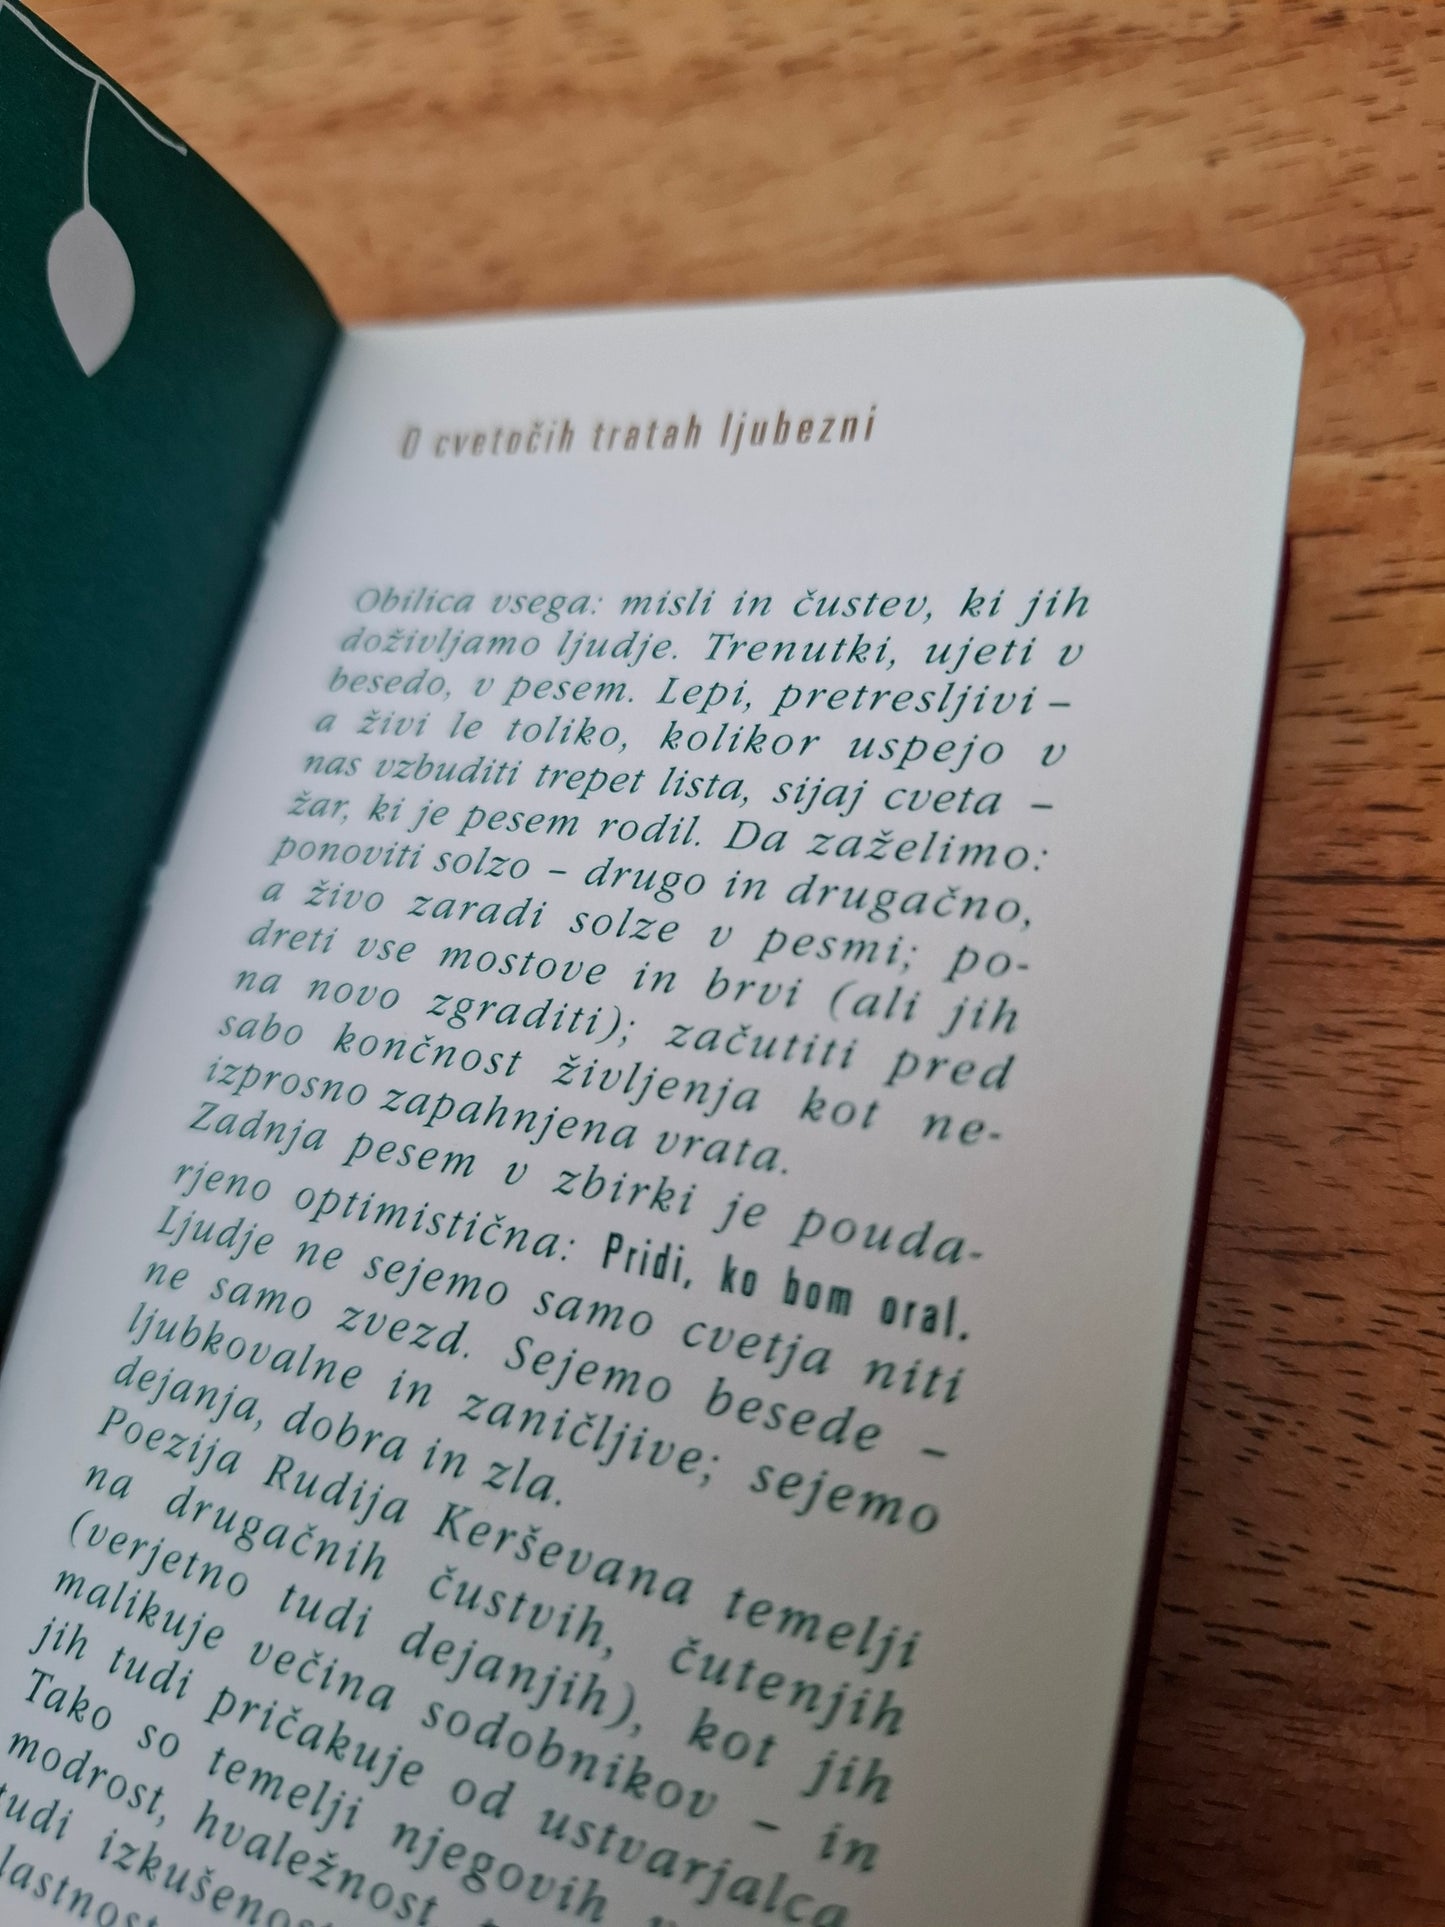 O cvetočih tratah ljubezni
Obilica vsega: misli in čustev, ki jih
doživljamo ljudje. Trenutki, ujeti v
besedo, v pesem. Lepi, pretresljivi –
a živi le toliko, kolikor uspejo v
nas vzbuditi trepet lista, sijaj cveta –
žar, ki je pesem rodil. Da zaželimo:
ponoviti solzo – drugo in drugačno,
a živo zaradi solze v pesmi; po-
dreti vse mostove in brvi (ali jih
na novo zgraditi); začutiti pred
sabo končnost življenja kot ne-
izprosno zapahnjena vrata.
Zadnja pesem v zbirki je pouda-
rjeno optimistična: Pridi, ko bom oral.
Ljudje ne sejemo samo cvetja niti
ne samo zvezd. Sejemo besede –
ljubkovalne in zaničljive; sejemo
dejanja, dobra in zla.
Poezija Rudija Kerševana temelji
na drugačnih čustvih, čutenjih
(verjetno tudi dejanjih), kot jih
malikuje večina sodobnikov – in
jih tudi pričakuje od ustvarjalca
Tako so temelji njegovih
modrost, hvaležnost
tudi